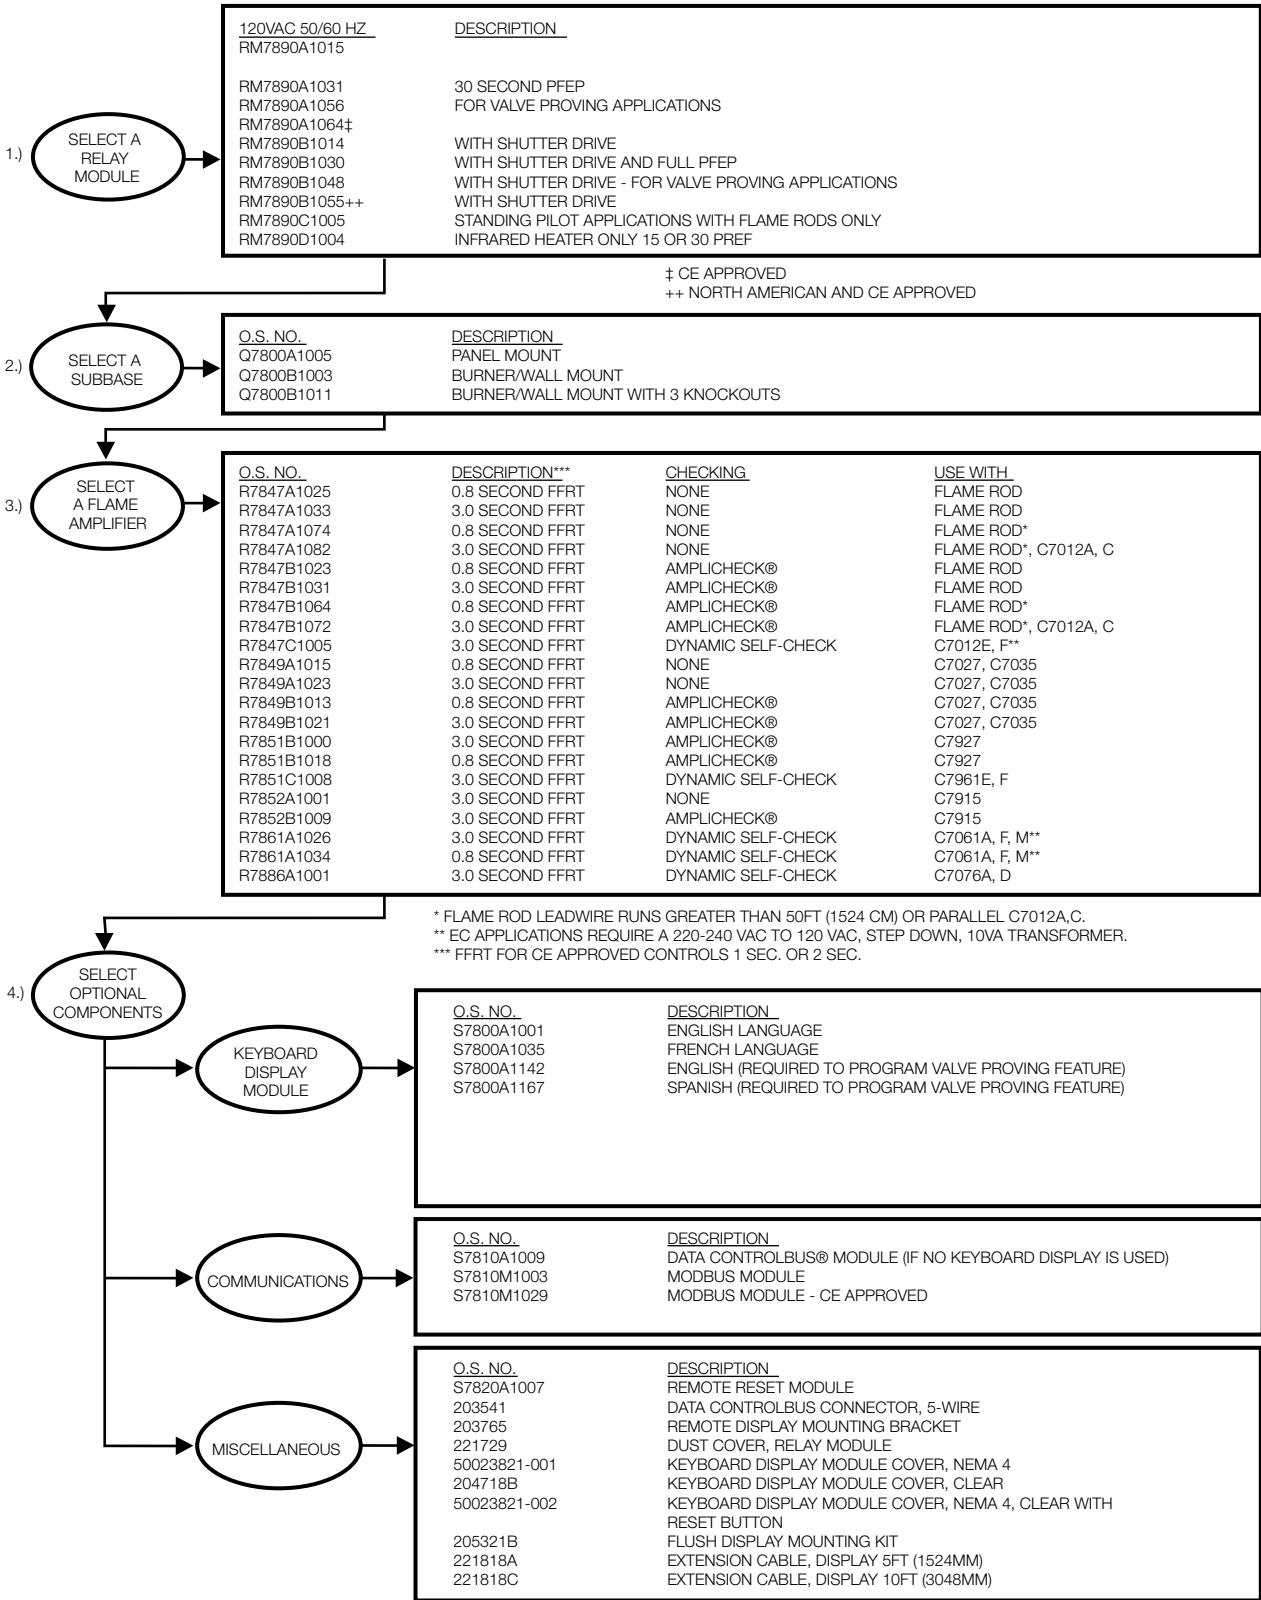 120VAC 50/60 HZ DESCRIPTION
RM7890A1015
RM7890A1031 30 SECOND PFEP
RM7890A1056 FOR VALVE PROVING APPLICATIONS
RM7890A1064‡
RM7890B1014 WITH SHUTTER DRIVE
RM7890B1030 WITH SHUTTER DRIVE AND FULL PFEP
RM7890B1048 WITH SHUTTER DRIVE - FOR VALVE PROVING APPLICATIONS
RM7890B1055++ WITH SHUTTER DRIVE
RM7890C1005 STANDING PILOT APPLICATIONS WITH FLAME RODS ONLY
RM7890D1004 INFRARED HEATER ONLY 15 OR 30 PREF
1.) SELECT A
RELAY
MODULE
‡ CE APPROVED
++ NORTH AMERICAN AND CE APPROVED
2.) SELECT A
SUBBASE
O.S. NO. DESCRIPTION
Q7800A1005 PANEL MOUNT
Q7800B1003 BURNER/WALL MOUNT
Q7800B1011 BURNER/WALL MOUNT WITH 3 KNOCKOUTS
3.) SELECT
A FLAME
AMPLIFIER
O.S. NO. DESCRIPTION*** CHECKING USE WITH
R7847A1025 0.8 SECOND FFRT NONE FLAME ROD
R7847A1033 3.0 SECOND FFRT NONE FLAME ROD
R7847A1074 0.8 SECOND FFRT NONE FLAME ROD*
R7847A1082 3.0 SECOND FFRT NONE FLAME ROD*, C7012A, C
R7847B1023 0.8 SECOND FFRT AMPLICHECK® FLAME ROD
R7847B1031 3.0 SECOND FFRT AMPLICHECK® FLAME ROD
R7847B1064 0.8 SECOND FFRT AMPLICHECK® FLAME ROD*
R7847B1072 3.0 SECOND FFRT AMPLICHECK® FLAME ROD*, C7012A, C
R7847C1005 3.0 SECOND FFRT DYNAMIC SELF-CHECK C7012E, F**
R7849A1015 0.8 SECOND FFRT NONE C7027, C7035
R7849A1023 3.0 SECOND FFRT NONE C7027, C7035
R7849B1013 0.8 SECOND FFRT AMPLICHECK® C7027, C7035
R7849B1021 3.0 SECOND FFRT AMPLICHECK® C7027, C7035
R7851B1000 3.0 SECOND FFRT AMPLICHECK® C7927
R7851B1018 0.8 SECOND FFRT AMPLICHECK® C7927
R7851C1008 3.0 SECOND FFRT DYNAMIC SELF-CHECK C7961E, F
R7852A1001 3.0 SECOND FFRT NONE C7915
R7852B1009 3.0 SECOND FFRT AMPLICHECK® C7915
R7861A1026 3.0 SECOND FFRT DYNAMIC SELF-CHECK C7061A, F, M**
R7861A1034 0.8 SECOND FFRT DYNAMIC SELF-CHECK C7061A, F, M**
R7886A1001 3.0 SECOND FFRT DYNAMIC SELF-CHECK C7076A, D
* FLAME ROD LEADWIRE RUNS GREATER THAN 50FT (1524 CM) OR PARALLEL C7012A,C.
** EC APPLICATIONS REQUIRE A 220-240 VAC TO 120 VAC, STEP DOWN, 10VA TRANSFORMER.
*** FFRT FOR CE APPROVED CONTROLS 1 SEC. OR 2 SEC.
4.) SELECT
OPTIONAL
COMPONENTS
KEYBOARD
DISPLAY
MODULE
O.S. NO. DESCRIPTION
S7800A1001 ENGLISH LANGUAGE
S7800A1035 FRENCH LANGUAGE
S7800A1142 ENGLISH (REQUIRED TO PROGRAM VALVE PROVING FEATURE)
S7800A1167 SPANISH (REQUIRED TO PROGRAM VALVE PROVING FEATURE)
COMMUNICATIONS
O.S. NO. DESCRIPTION
S7810A1009 DATA CONTROLBUS® MODULE (IF NO KEYBOARD DISPLAY IS USED)
S7810M1003 MODBUS MODULE
S7810M1029 MODBUS MODULE - CE APPROVED
MISCELLANEOUS
O.S. NO. DESCRIPTION
S7820A1007 REMOTE RESET MODULE
203541 DATA CONTROLBUS CONNECTOR, 5-WIRE
203765 REMOTE DISPLAY MOUNTING BRACKET
221729 DUST COVER, RELAY MODULE
50023821-001 KEYBOARD DISPLAY MODULE COVER, NEMA 4
204718B KEYBOARD DISPLAY MODULE COVER, CLEAR
50023821-002 KEYBOARD DISPLAY MODULE COVER, NEMA 4, CLEAR WITH
RESET BUTTON
205321B FLUSH DISPLAY MOUNTING KIT
221818A EXTENSION CABLE, DISPLAY 5FT (1524MM)
221818C EXTENSION CABLE, DISPLAY 10FT (3048MM)